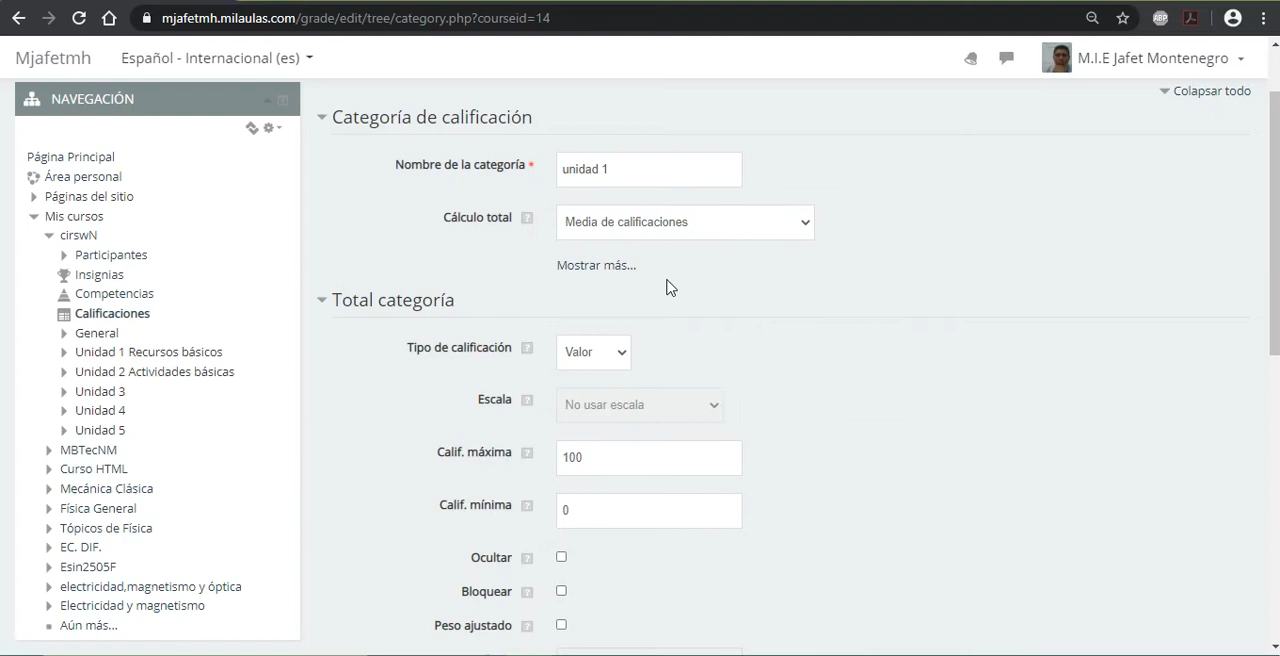 mjafetmh.milaulas.com/grade/edit/tree/category.php?courseid=14
ABP
Mjafetmh
Español - Internacional (es)
M.I.E Jafet Montenegro
NAVEGACIÓN
Página Principal
Área personal
Páginas del sitio
Mis cursos
cirswN
Participantes
Insignias
Competencias
Calificaciones
General
Unidad 1 Recursos básicos
Unidad 2 Actividades básicas
Unidad 3
Unidad 4
Unidad 5
MBTecNM
Curso HTML
Mecánica Clásica
Física General
Tópicos de Física
EC. DIF.
Esin2505F
electricidad,magnetismo y óptica
Electricidad y magnetismo
Aún más...
Colapsar todo
Categoría de calificación
Nombre de la categoría * unidad 1
Cálculo total ? Media de calificaciones
Mostrar más...
Total categoría
Tipo de calificación ? Valor
Escala ? No usar escala
Calif. máxima ? 100
Calif. mínima ? 0
Ocultar ?
Bloquear ?
Peso ajustado ?